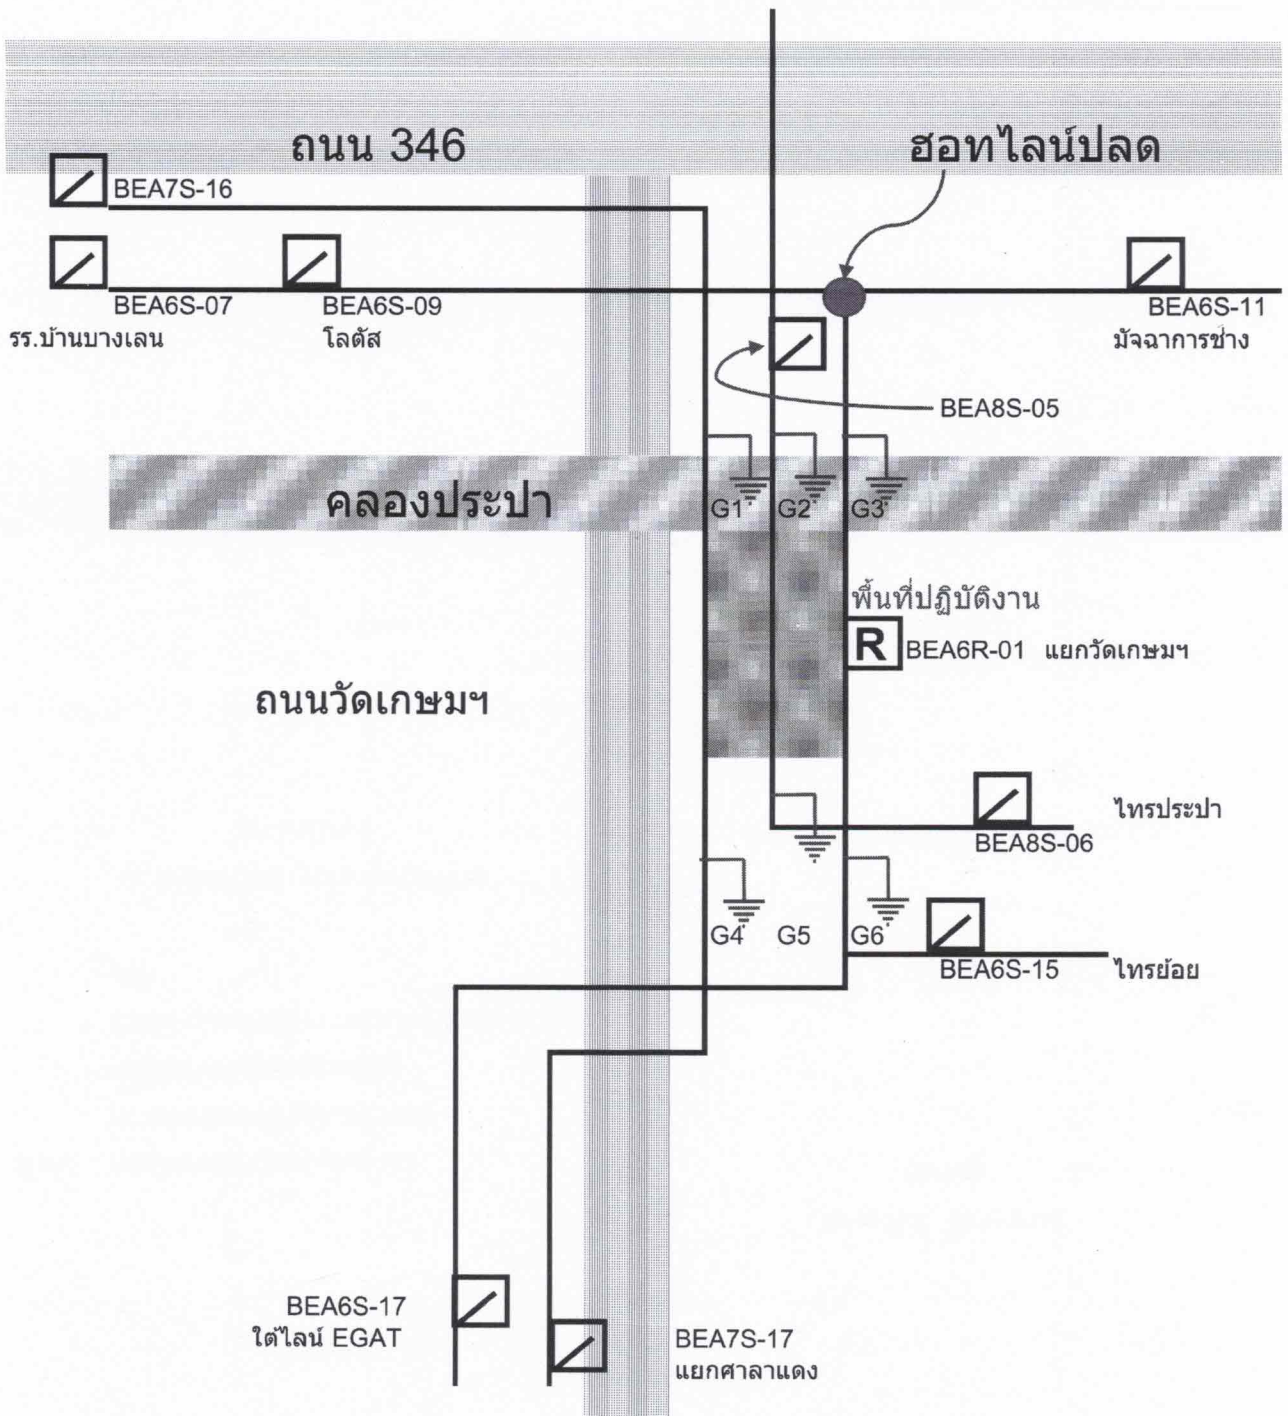 ถนน 346
ฮอทไลน์ปลด
BEA7S-16
BEA6S-07
BEA6S-09
BEA6S-11
รร.บ้านบางเลน
โลตัส
มัจฉาการช่าง
BEA8S-05
คลองประปา
G1
G2
G3
พื้นที่ปฏิบัติงาน
R
BEA6R-01 แยกวัดเกษมฯ
ถนนวัดเกษมฯ
ไทรประปา
BEA8S-06
G4
G5
G6
BEA6S-15
ไทรย้อย
BEA6S-17
ใต้ไลน์ EGAT
BEA7S-17
แยกศาลาแดง